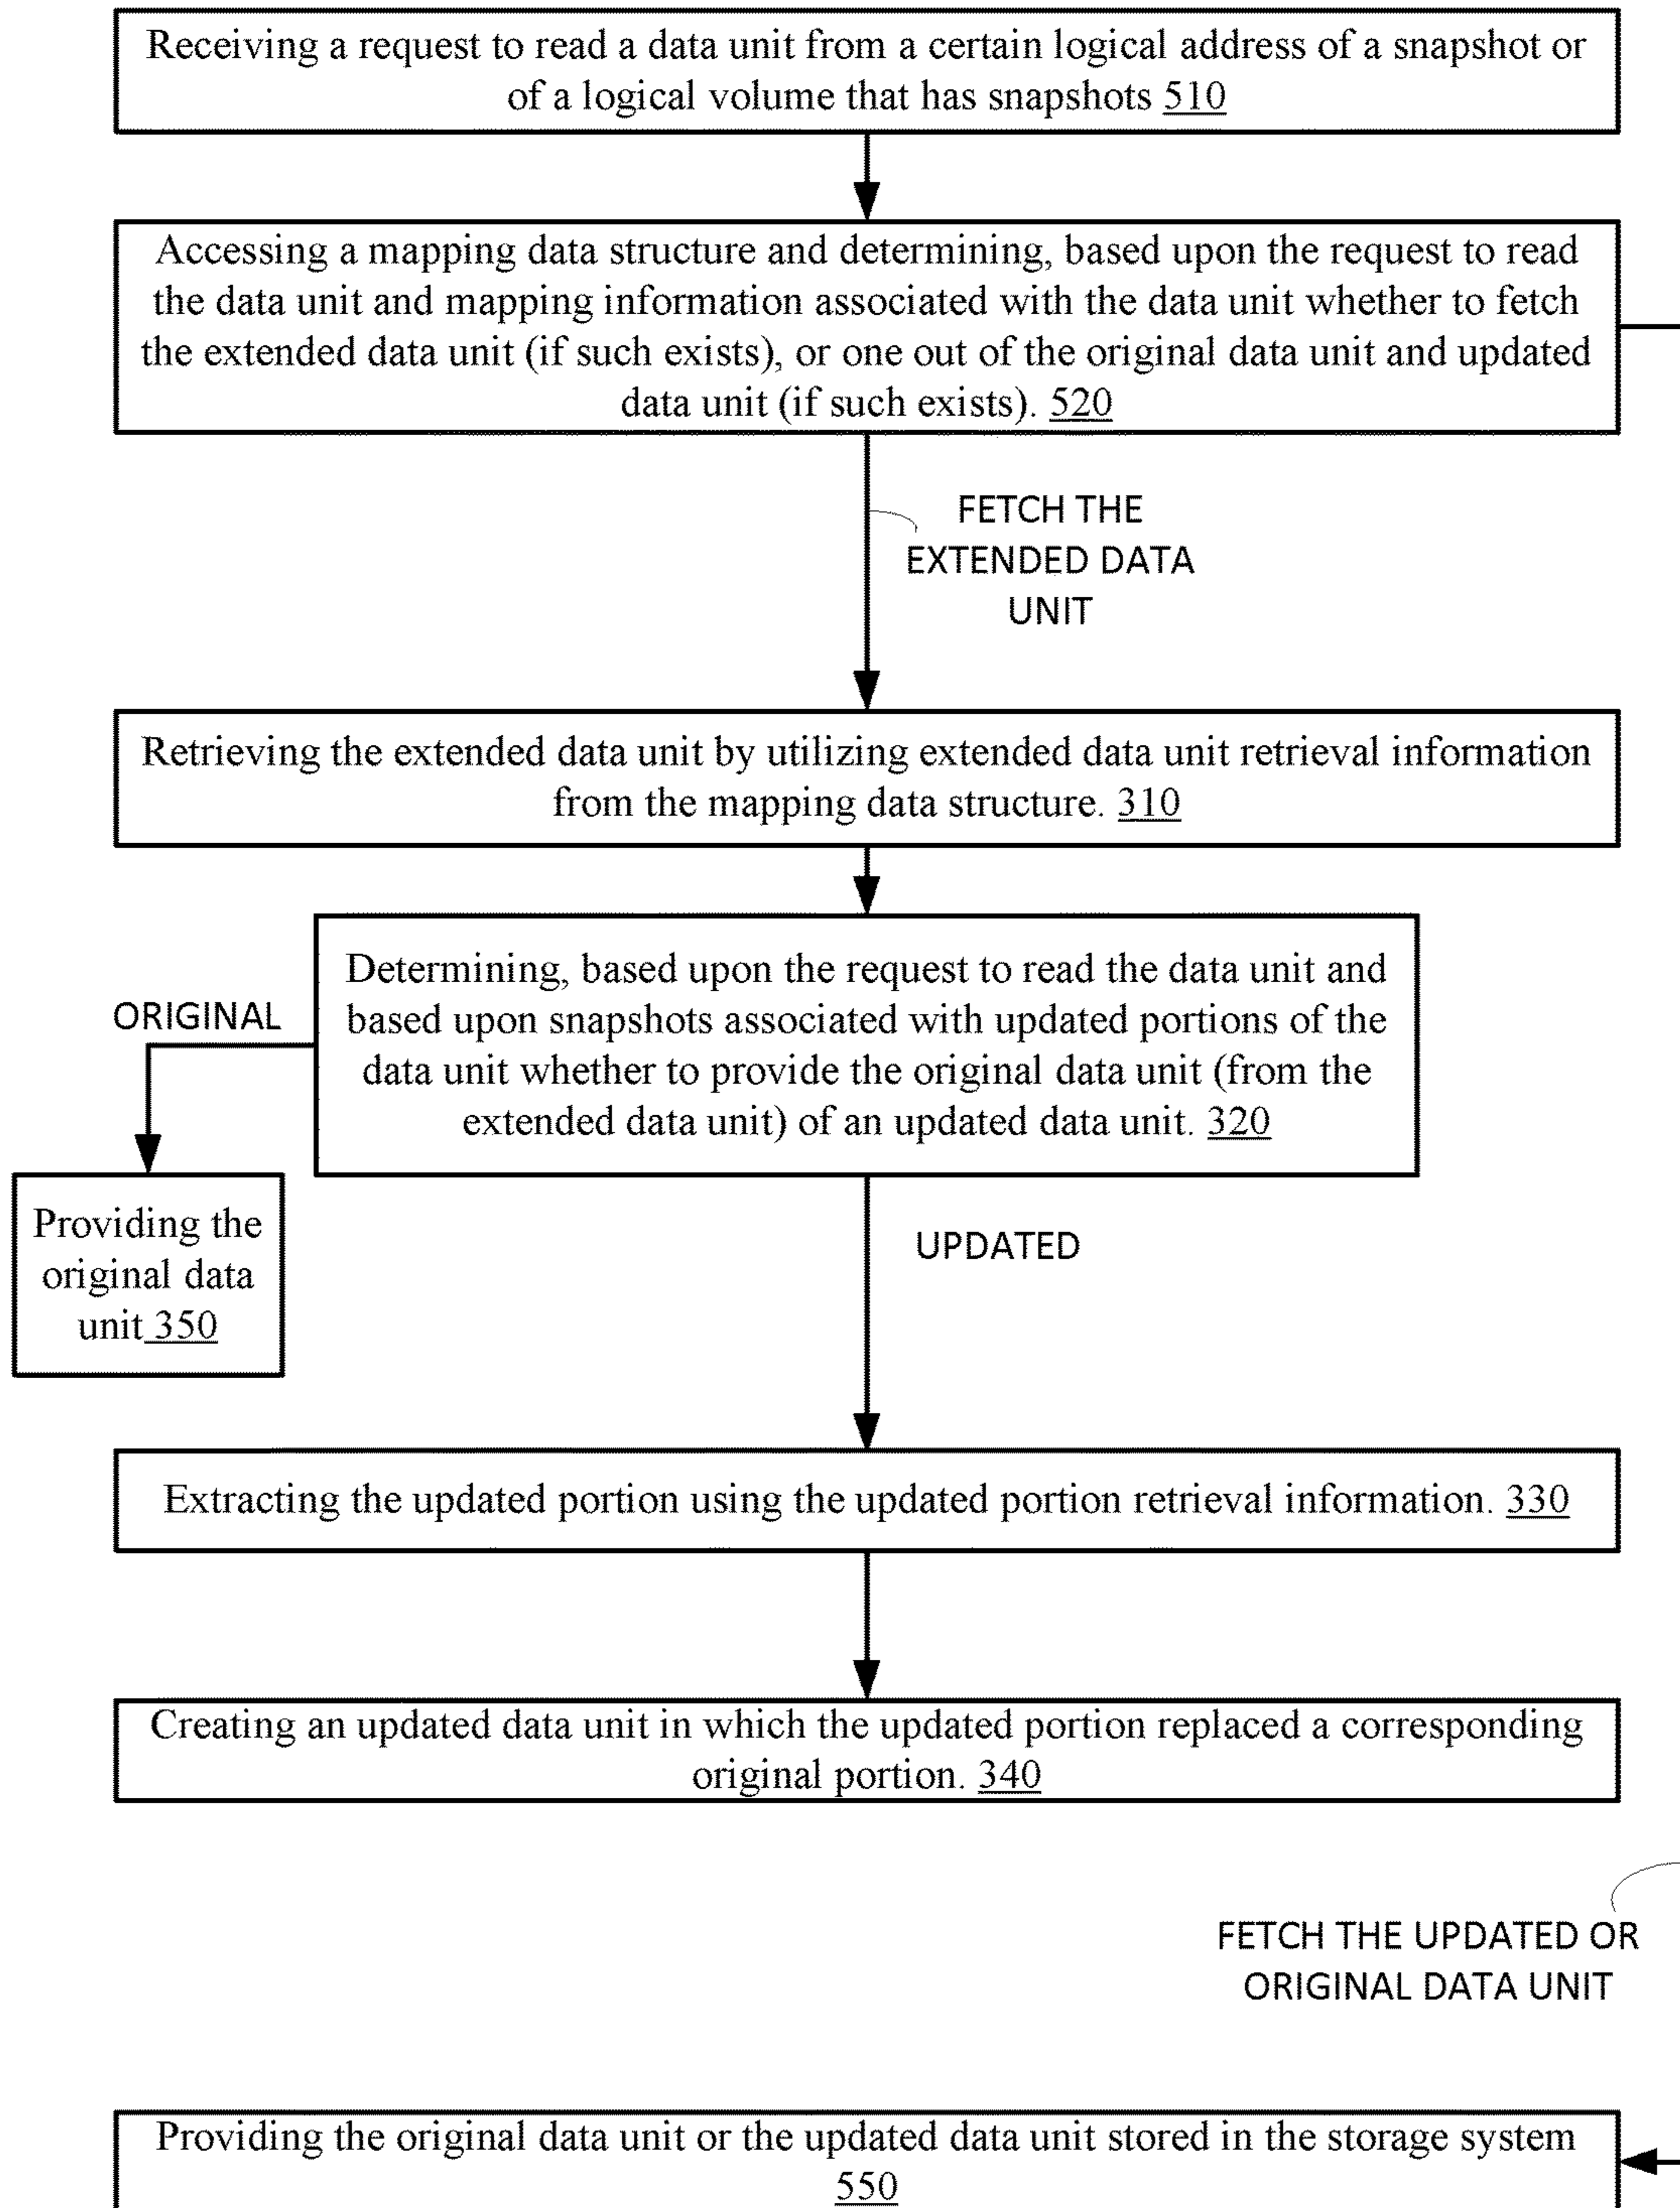 Receiving a request to read a data unit from a certain logical address of a snapshot or
of a logical volume that has snapshots 510
Accessing a mapping data structure and determining, based upon the request to read
the data unit and mapping information associated with the data unit whether to fetch
the extended data unit (if such exists), or one out of the original data unit and updated
data unit (if such exists). 520
FETCH THE
EXTENDED DATA
UNIT
Retrieving the extended data unit by utilizing extended data unit retrieval information
from the mapping data structure. 310
Determining, based upon the request to read the data unit and
based upon snapshots associated with updated portions of the
data unit whether to provide the original data unit (from the
extended data unit) of an updated data unit. 320
ORIGINAL
Providing the
original data
unit 350
UPDATED
Extracting the updated portion using the updated portion retrieval information. 330
Creating an updated data unit in which the updated portion replaced a corresponding
original portion. 340
FETCH THE UPDATED OR
ORIGINAL DATA UNIT
Providing the original data unit or the updated data unit stored in the storage system
550